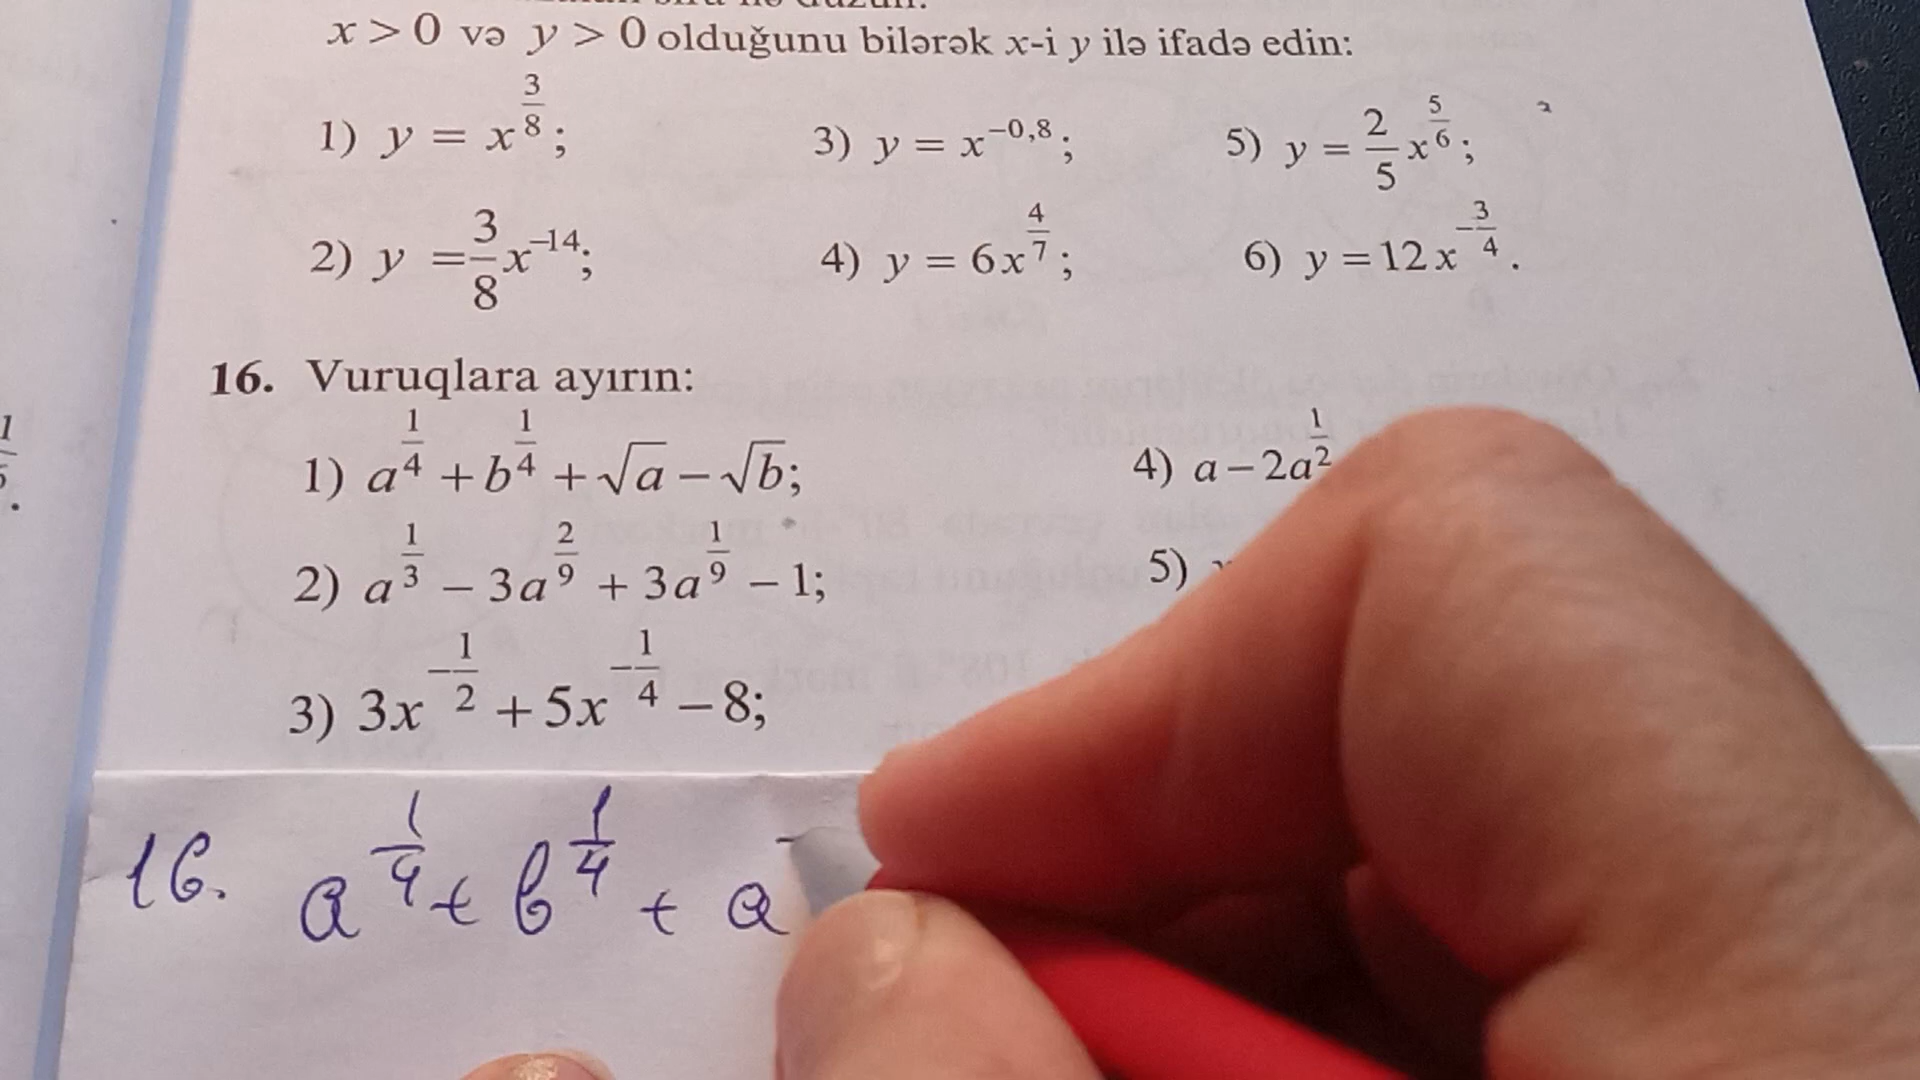 x > 0 və y > 0 olduğunu bilərək x-i y ilə ifadə edin:
1) y = x^{3/8};
3) y = x^{-0,8};
5) y = \frac{2}{5}x^{5/6};
2) y = \frac{3}{8}x^{-14};
4) y = 6x^{4/7};
6) y = 12x^{-3/4}.
16. Vuruqlara ayırın:
1) a^{1/4} + b^{1/4} + √a − √b;
4) a − 2a^{1/2}
2) a^{1/3} − 3a^{2/9} + 3a^{1/9} − 1;
5)
3) 3x^{-1/2} + 5x^{-1/4} − 8;
16. a^{1/4} + b^{1/4} + a